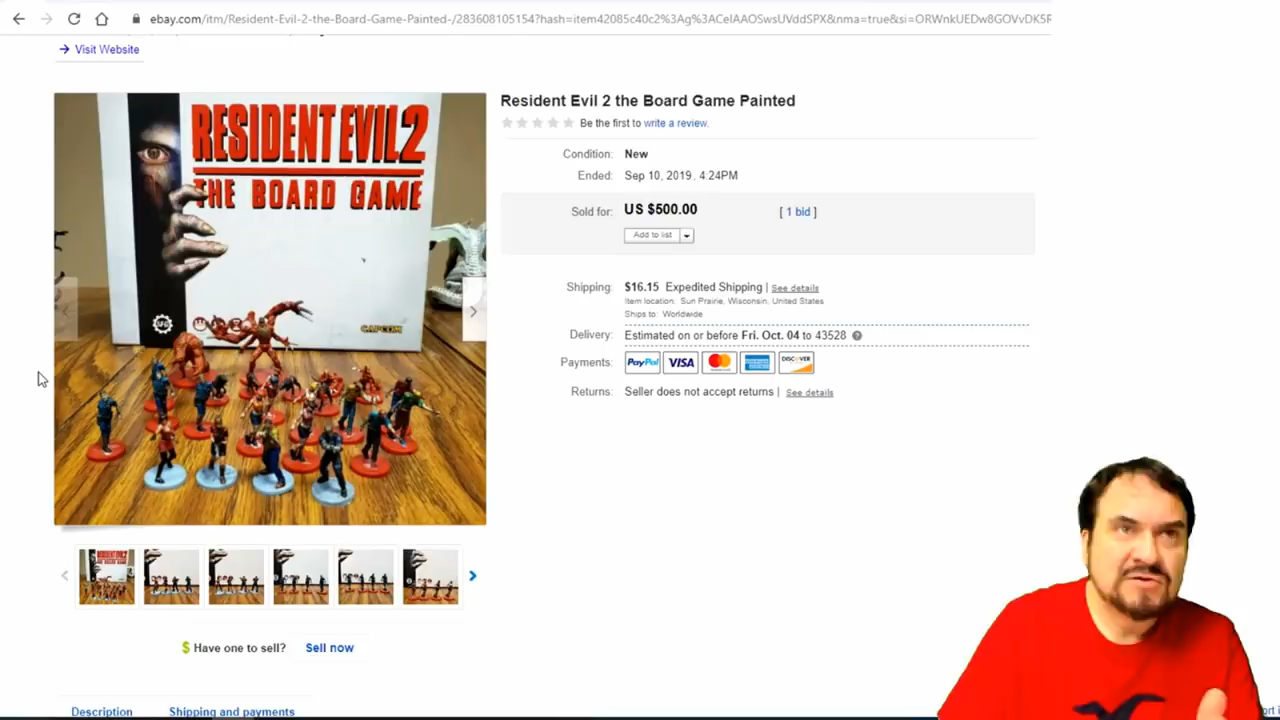 ebay.com/itm/Resident-Evil-2-the-Board-Game-Painted-/283608105154?hash=item42085c40c2%3Ag%3ACeIAAOSwsUVddSPX&nma=true&si=ORWnkUEDw8GOVvDK5R
Visit Website
RESIDENT EVIL 2
THE BOARD GAME
CAPCOM
Resident Evil 2 the Board Game Painted
Be the first to write a review.
Condition: New
Ended: Sep 10, 2019 , 4:24PM
Sold for: US $500.00 [ 1 bid ]
Add to list
Shipping: $16.15 Expedited Shipping | See details
Item location: Sun Prairie, Wisconsin, United States
Ships to: Worldwide
Delivery: Estimated on or before Fri. Oct. 04 to 43528
Payments: PayPal VISA MasterCard AMERICAN EXPRESS DISCOVER
Returns: Seller does not accept returns | See details
$ Have one to sell? Sell now
Description Shipping and payments